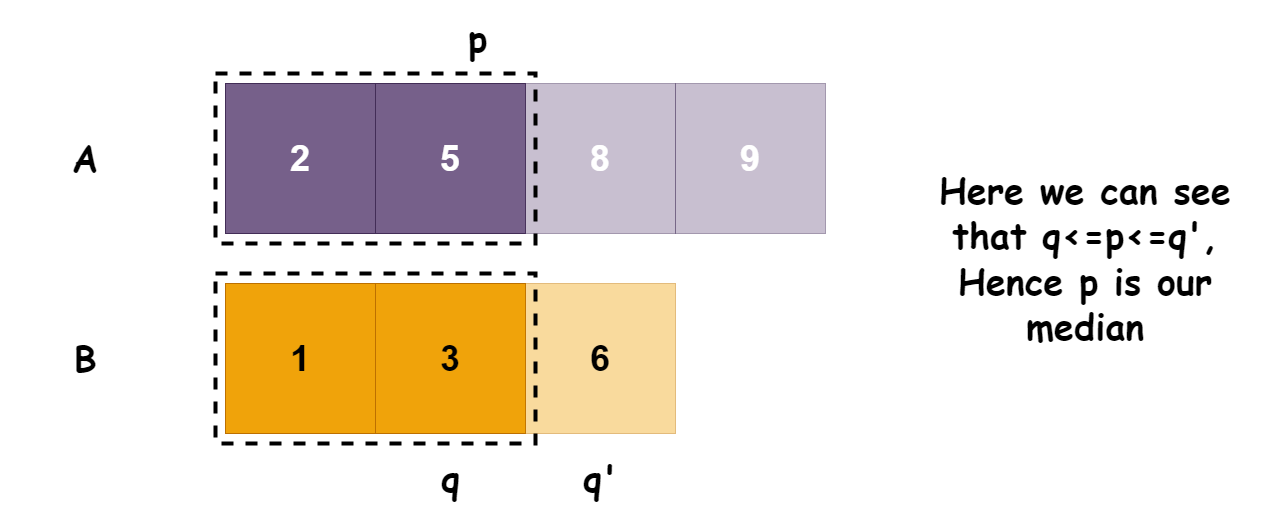 p
A
2 5 8 9
Here we can see
that q<=p<=q',
Hence p is our
median
B
1 3 6
q q'